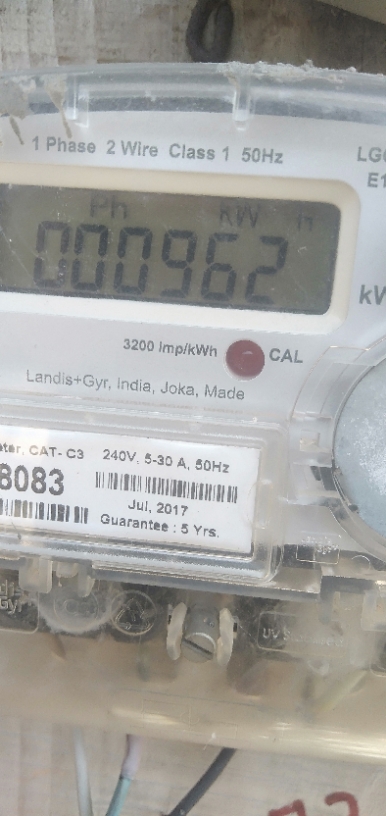 1 Phase 2 Wire Class 1 50Hz
Ph kW H
000962
3200 Imp/kWh CAL
Landis+Gyr, India, Joka, Made
CAT- C3 240V, 5-30 A, 50Hz
8083
Jul, 2017
Guarantee : 5 Yrs.
Gyr